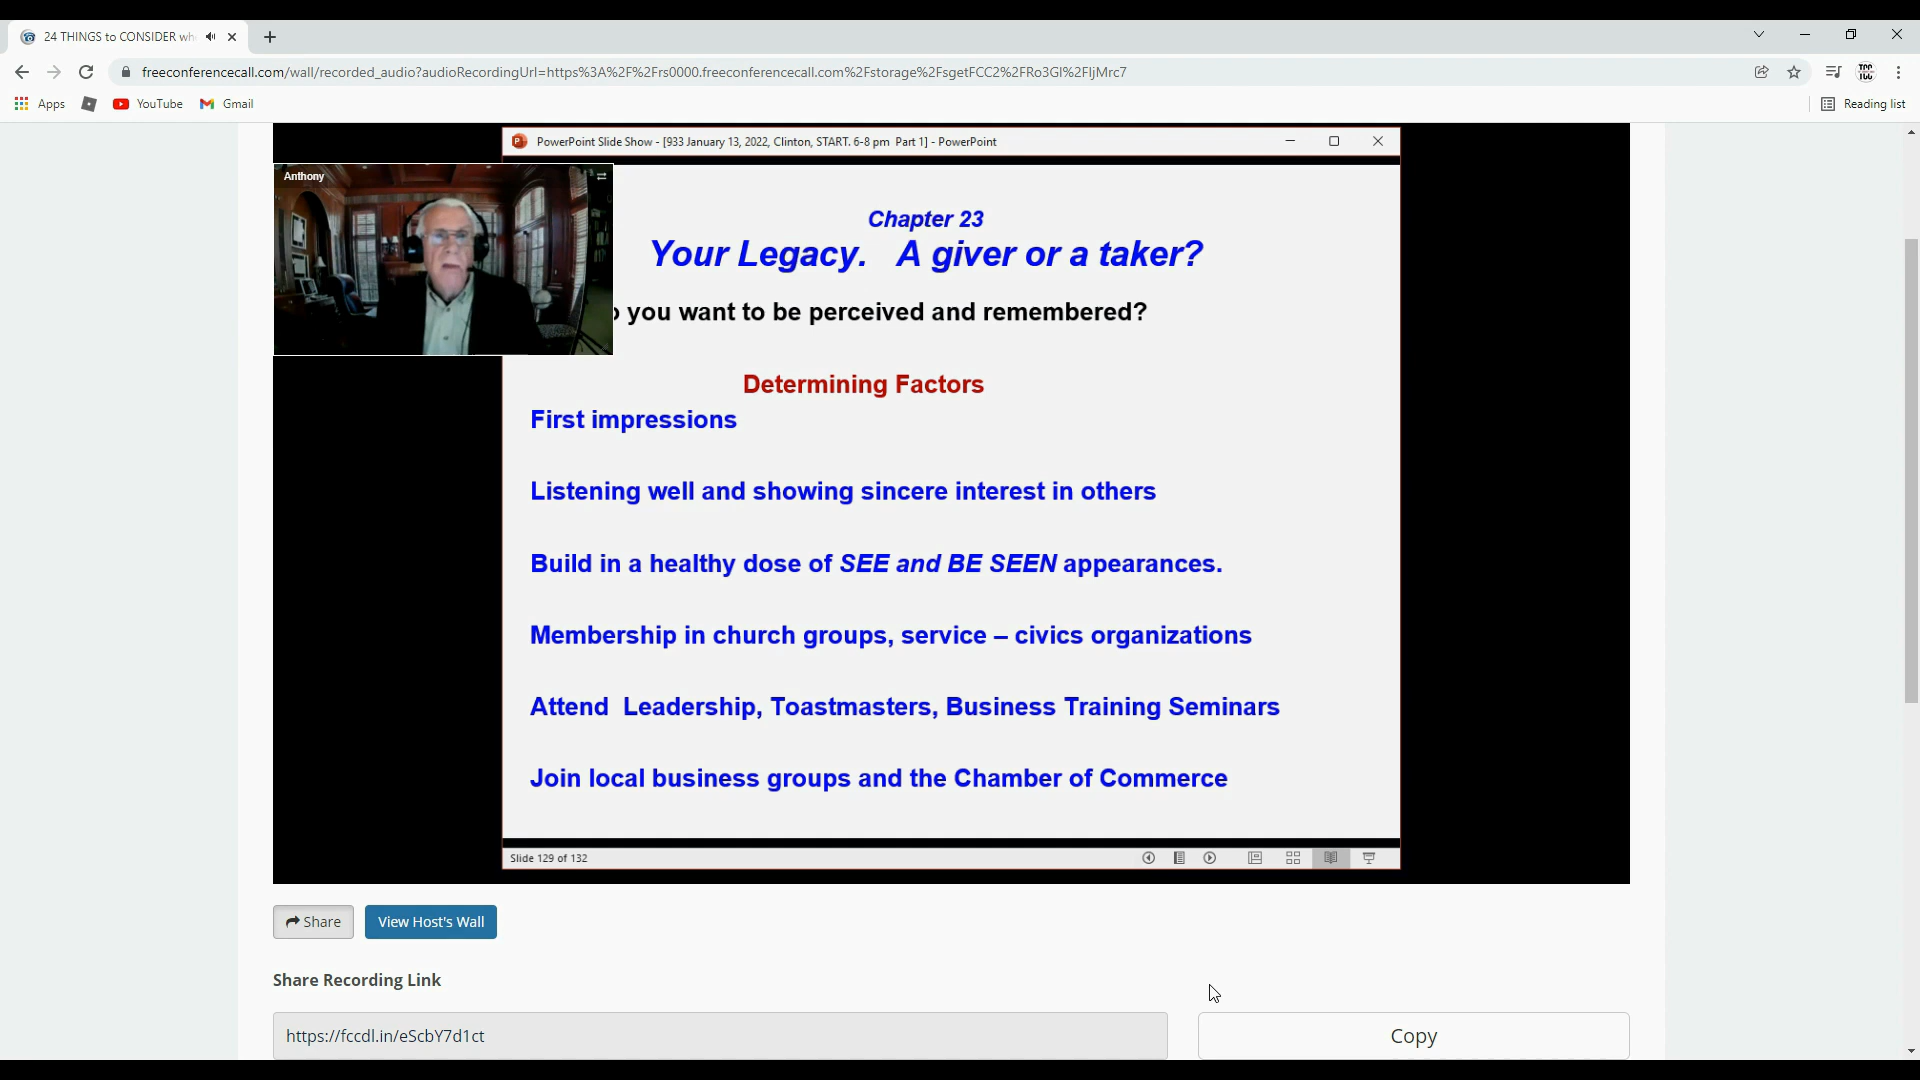 24 THINGS to CONSIDER wh
freeconferencecall.com/wall/recorded_audio?audioRecordingUrl=https%3A%2F%2Frs0000.freeconferencecall.com%2Fstorage%2FsgetFCC2%2FRo3Gl%2FIjMrc7
Apps YouTube Gmail Reading list
PowerPoint Slide Show - [933 January 13, 2022, Clinton, START. 6-8 pm Part 1] - PowerPoint
Anthony
Chapter 23
Your Legacy. A giver or a taker?
you want to be perceived and remembered?
Determining Factors
First impressions
Listening well and showing sincere interest in others
Build in a healthy dose of SEE and BE SEEN appearances.
Membership in church groups, service – civics organizations
Attend Leadership, Toastmasters, Business Training Seminars
Join local business groups and the Chamber of Commerce
Slide 129 of 132
Share View Host's Wall
Share Recording Link
https://fccdl.in/eScbY7d1ct
Copy